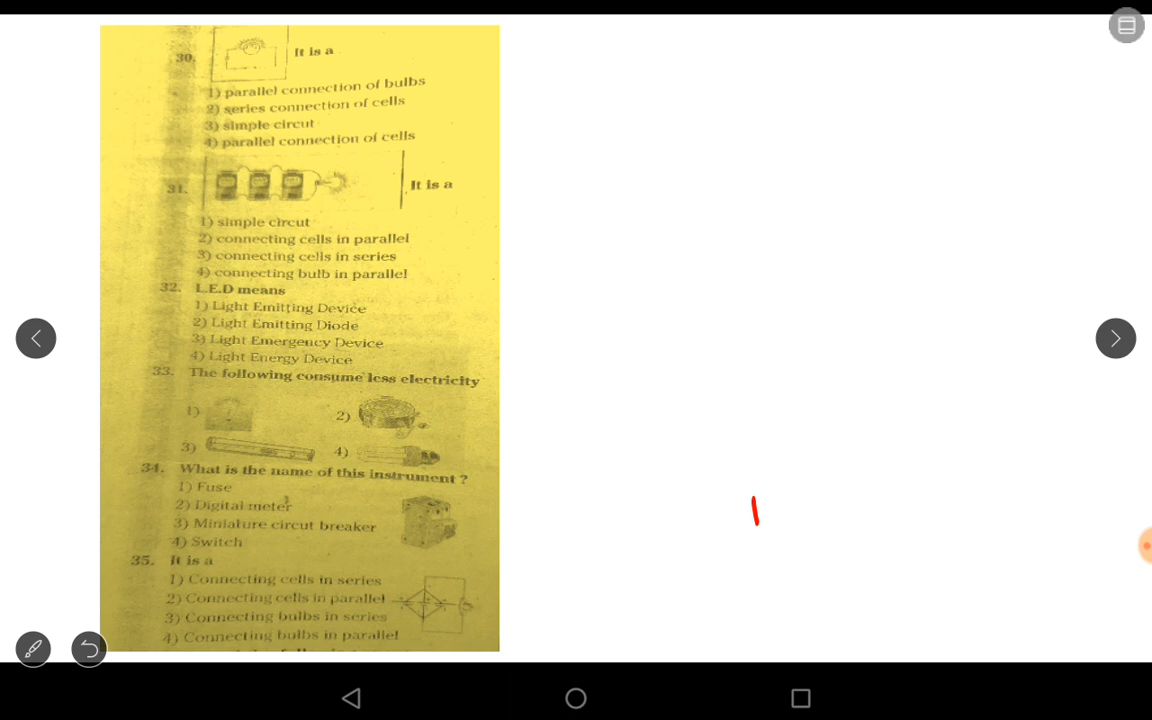 30. It is a
1) parallel connection of bulbs
2) series connection of cells
3) simple circut
4) parallel connection of cells
31. It is a
1) simple circut
2) connecting cells in parallel
3) connecting cells in series
4) connecting bulb in parallel
32. L.E.D means
1) Light Emitting Device
2) Light Emitting Diode
3) Light Emergency Device
4) Light Energy Device
33. The following consume less electricity
1) 2)
3) 4)
34. What is the name of this instrument ?
1) Fuse
2) Digital meter
3) Miniature circut breaker
4) Switch
35. It is a
1) Connecting cells in series
2) Connecting cells in parallel
3) Connecting bulbs in series
4) Connecting bulbs in parallel